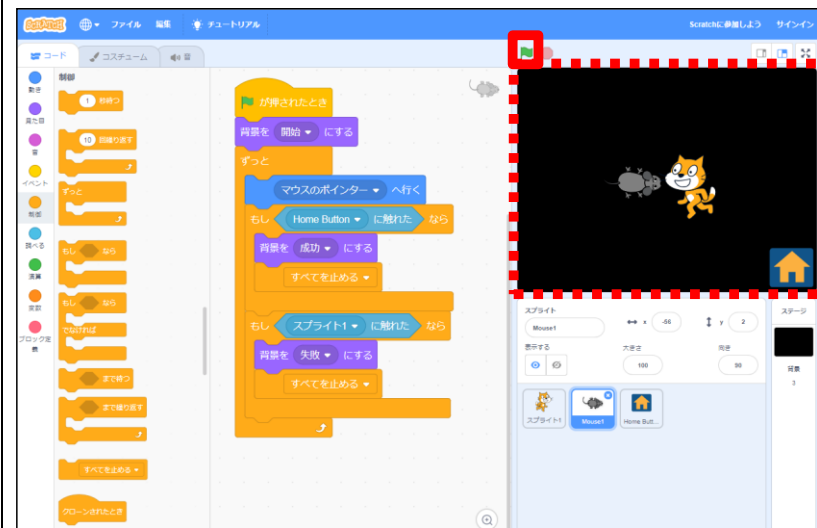 SCRATCH ファイル 編集 チュートリアル Scratchに参加しよう サインイン
コード コスチューム 音
動き
見た目
音
イベント
制御
調べる
演算
変数
ブロック定義
制御
1 秒待つ
10 回繰り返す
ずっと
もし なら
もし なら
でなければ
まで待つ
まで繰り返す
すべてを止める
クローンされたとき
が押されたとき
背景を 開始 にする
ずっと
マウスのポインター へ行く
もし Home Button に触れた なら
背景を 成功 にする
すべてを止める
もし スプライト1 に触れた なら
背景を 失敗 にする
すべてを止める
スプライト
Mouse1 x -56 y 2
表示する 大きさ 向き
100 90
スプライト1 Mouse1 Home Butt...
ステージ
背景
3